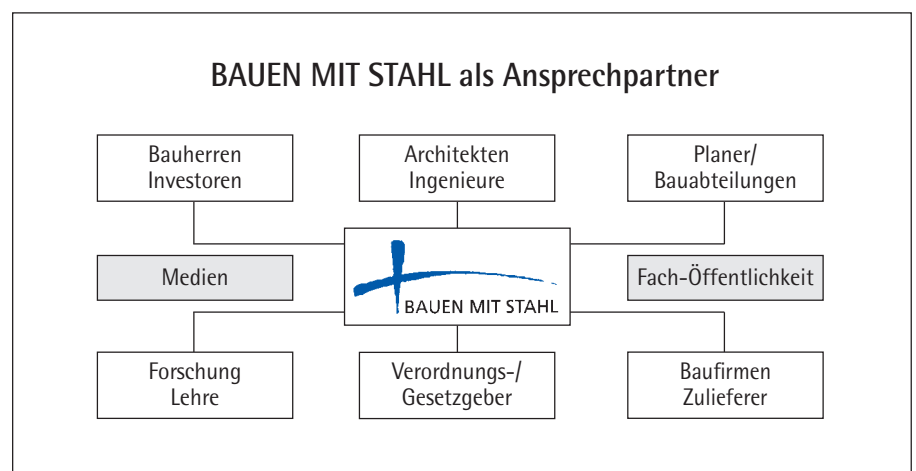 BAUEN MIT STAHL als Ansprechpartner
Bauherren
Investoren
Architekten
Ingenieure
Planer/
Bauabteilungen
Medien
BAUEN MIT STAHL
Fach-Öffentlichkeit
Forschung
Lehre
Verordnungs-/
Gesetzgeber
Baufirmen
Zulieferer